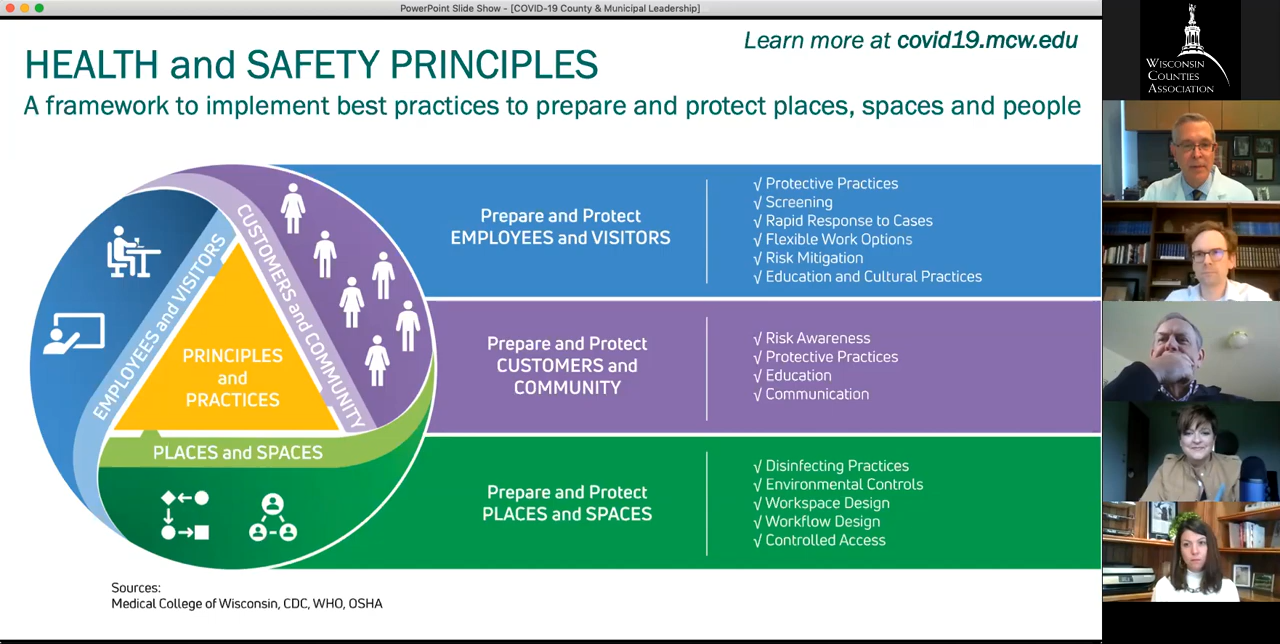 PowerPoint Slide Show - [COVID-19 County & Municipal Leadership]
Learn more at covid19.mcw.edu
HEALTH and SAFETY PRINCIPLES
A framework to implement best practices to prepare and protect places, spaces and people
WISCONSIN
COUNTIES
ASSOCIATION
EMPLOYEES and VISITORS
CUSTOMERS and COMMUNITY
PRINCIPLES
and
PRACTICES
PLACES and SPACES
Prepare and Protect
EMPLOYEES and VISITORS
√ Protective Practices
√ Screening
√ Rapid Response to Cases
√ Flexible Work Options
√ Risk Mitigation
√ Education and Cultural Practices
Prepare and Protect
CUSTOMERS and
COMMUNITY
√ Risk Awareness
√ Protective Practices
√ Education
√ Communication
Prepare and Protect
PLACES and SPACES
√ Disinfecting Practices
√ Environmental Controls
√ Workspace Design
√ Workflow Design
√ Controlled Access
Sources:
Medical College of Wisconsin, CDC, WHO, OSHA